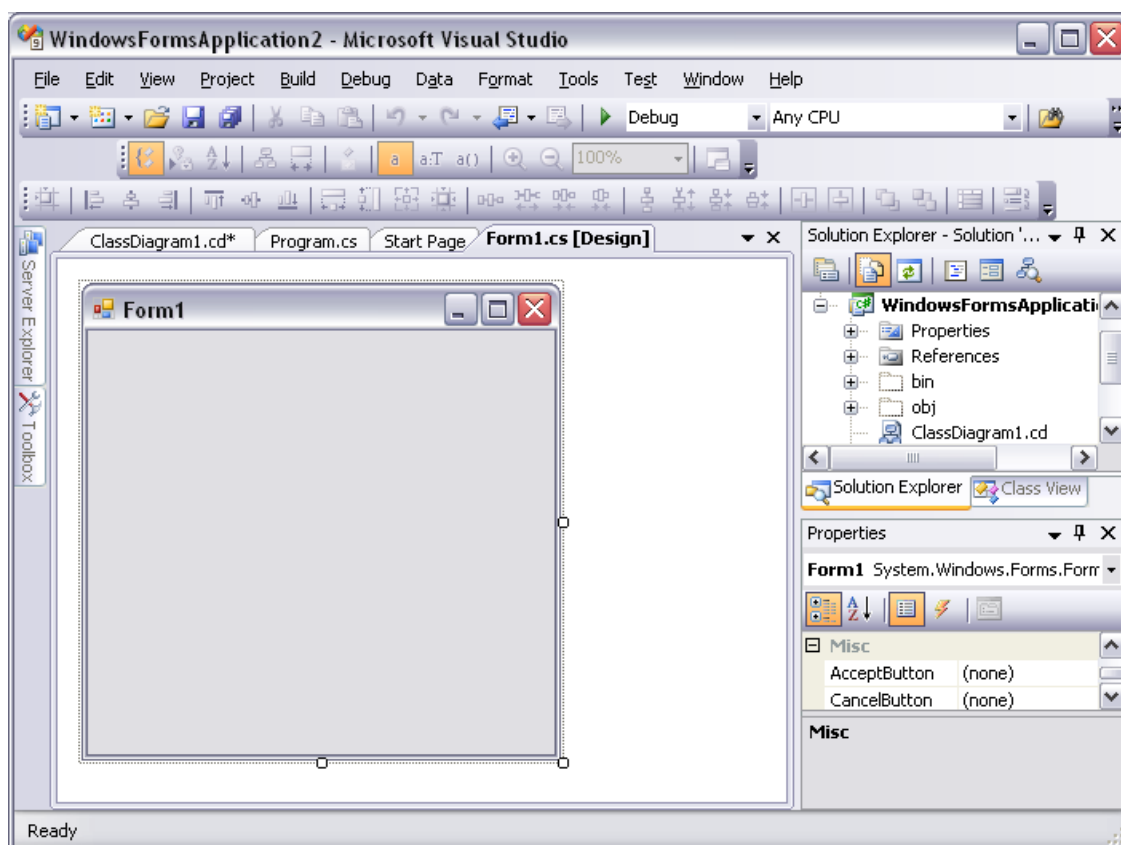 WindowsFormsApplication2 - Microsoft Visual Studio
File Edit View Project Build Debug Data Format Tools Test Window Help
Debug Any CPU
a a:T a() 100%
ClassDiagram1.cd* Program.cs Start Page Form1.cs [Design]
Solution Explorer - Solution '...
Server Explorer
Toolbox
Form1
WindowsFormsApplicati
Properties
References
bin
obj
ClassDiagram1.cd
Solution Explorer Class View
Properties
Form1 System.Windows.Forms.Form
Misc
AcceptButton (none)
CancelButton (none)
Misc
Ready